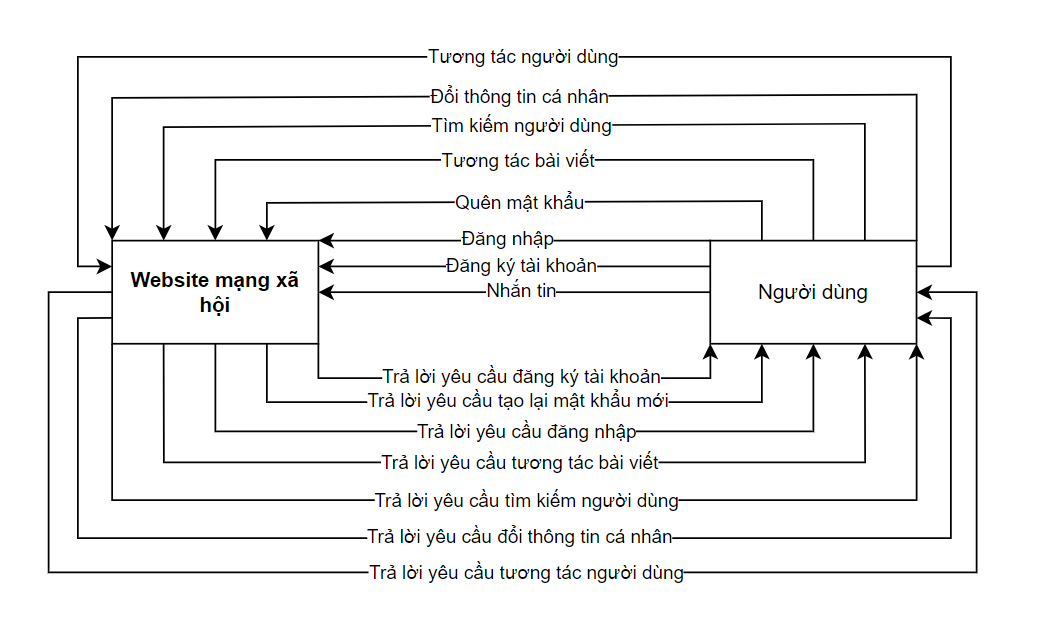 Tương tác người dùng
Đổi thông tin cá nhân
Tìm kiếm người dùng
Tương tác bài viết
Quên mật khẩu
Đăng nhập
Đăng ký tài khoản
Nhắn tin
Website mạng xã
hội
Người dùng
Trả lời yêu cầu đăng ký tài khoản
Trả lời yêu cầu tạo lại mật khẩu mới
Trả lời yêu cầu đăng nhập
Trả lời yêu cầu tương tác bài viết
Trả lời yêu cầu tìm kiếm người dùng
Trả lời yêu cầu đổi thông tin cá nhân
Trả lời yêu cầu tương tác người dùng